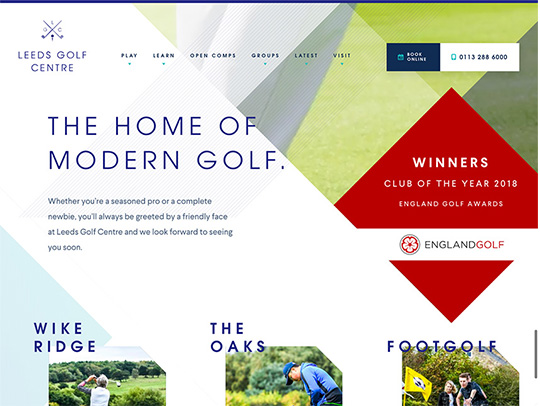 LEEDS GOLF
CENTRE
PLAY
LEARN
OPEN COMPS
GROUPS
LATEST
VISIT
BOOK
ONLINE
0113 288 6000
THE HOME OF
MODERN GOLF.
Whether you're a seasoned pro or a complete
newbie, you'll always be greeted by a friendly face
at Leeds Golf Centre and we look forward to seeing
you soon.
WINNERS
CLUB OF THE YEAR 2018
ENGLAND GOLF AWARDS
ENGLANDGOLF
WIKE
RIDGE
THE
OAKS
FOOTGOLF